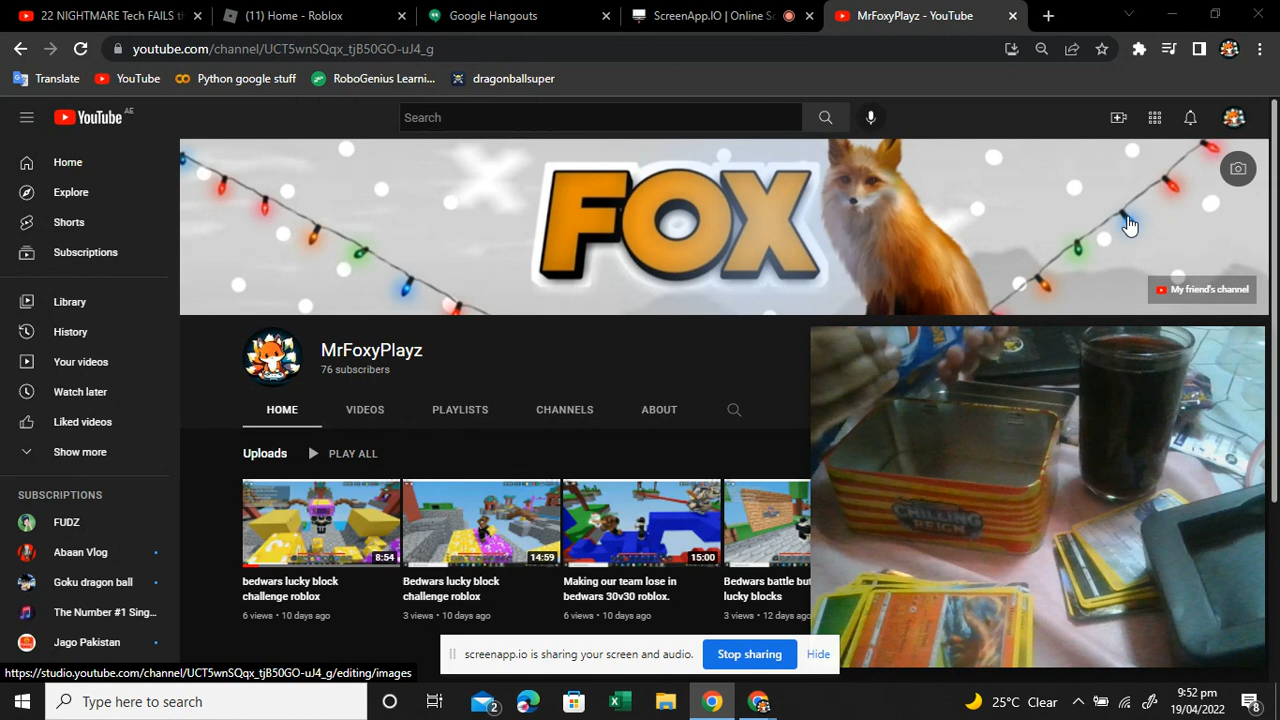 22 NIGHTMARE Tech FAILS t
(11) Home - Roblox
Google Hangouts
ScreenApp.IO | Online S
MrFoxyPlayz - YouTube
youtube.com/channel/UCT5wnSQqx_tjB50GO-uJ4_g
Translate
YouTube
Python google stuff
RoboGenius Learni...
dragonballsuper
YouTube AE
Search
Home
Explore
Shorts
Subscriptions
Library
History
Your videos
Watch later
Liked videos
Show more
SUBSCRIPTIONS
FUDZ
Abaan Vlog
Goku dragon ball
The Number #1 Sing...
Jago Pakistan
FOX
My friend's channel
MrFoxyPlayz
76 subscribers
HOME
VIDEOS
PLAYLISTS
CHANNELS
ABOUT
Uploads
PLAY ALL
8:54
14:59
15:00
bedwars lucky block
challenge roblox
6 views • 10 days ago
Bedwars lucky block
challenge roblox
3 views • 10 days ago
Making our team lose in
bedwars 30v30 roblox.
6 views • 10 days ago
Bedwars battle bu
lucky blocks
3 views • 12 days ag
CHILLING
REIGN
screenapp.io is sharing your screen and audio.
Stop sharing
Hide
https://studio.youtube.com/channel/UCT5wnSQqx_tjB50GO-uJ4_g/editing/images
Type here to search
2
25°C Clear
9:52 pm
19/04/2022
8